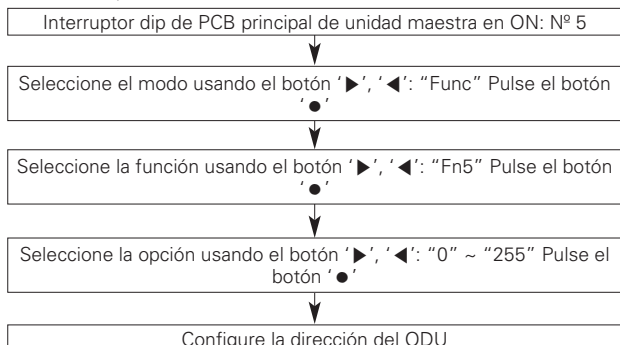 Interruptor dip de PCB principal de unidad maestra en ON: Nº 5
Seleccione el modo usando el botón ‘▶’, ‘◀’: “Func” Pulse el botón
‘●’
Seleccione la función usando el botón ‘▶’, ‘◀’: “Fn5” Pulse el botón
‘●’
Seleccione la opción usando el botón ‘▶’, ‘◀’: “0” ~ “255” Pulse el
botón ‘●’
Configure la dirección del ODU